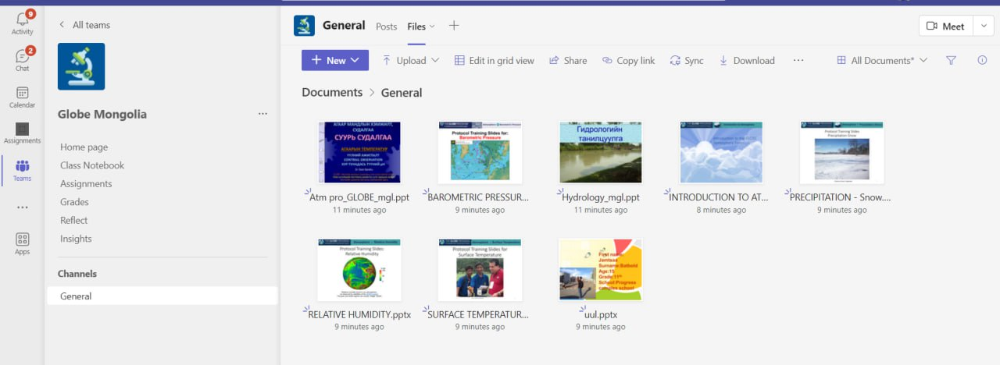 9
Activity
2
Chat
Calendar
Assignments
Teams
...
Apps
All teams
Globe Mongolia
...
Home page
Class Notebook
Assignments
Grades
Reflect
Insights
Channels
General
General Posts Files
Meet
New Upload Edit in grid view Share Copy link Sync Download ... All Documents*
Documents > General
АГААР МАНДЛЫН ХЭМЖИЛТ,
СУДАЛГАА
СУУРЬ СУДАЛГАА
АГААРЫН ТЕМПЕРАТУР
Protocol Training Slides for:
Barometric Pressure
Гидрологийн
танилцуулга
Introduction to the GLOBE
Protocol Training Slides
Precipitation-Snow
Atm pro_GLOBE_mgl.ppt
11 minutes ago
BAROMETRIC PRESSUR...
9 minutes ago
Hydrology_mgl.ppt
11 minutes ago
INTRODUCTION TO AT...
8 minutes ago
PRECIPITATION - Snow....
9 minutes ago
Protocol Training Slides:
Relative Humidity
Protocol Training Slides for
Surface Temperature
First name:
Jamtsaa
Surname:Batbold
Age:15
Grade:11th
School:Progress
complex school
RELATIVE HUMIDITY.pptx
9 minutes ago
SURFACE TEMPERATUR...
9 minutes ago
uul.pptx
9 minutes ago